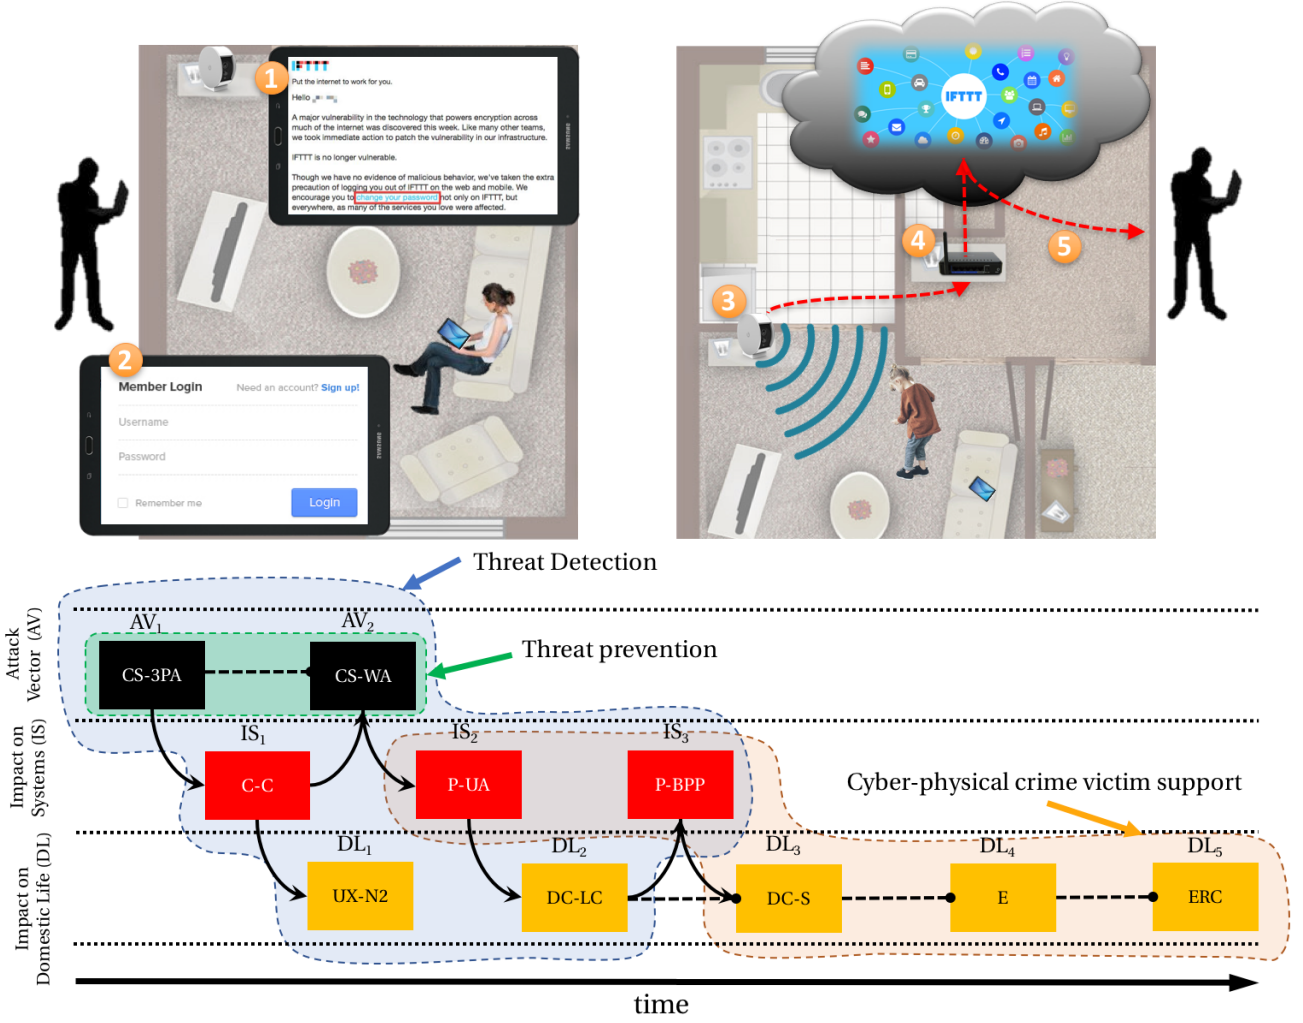 1
IFTTT
Put the internet to work for you.
Hello
A major vulnerability in the technology that powers encryption across
much of the internet was discovered this week. Like many other teams,
we took immediate action to patch the vulnerability in our infrastructure.
IFTTT is no longer vulnerable.
Though we have no evidence of malicious behavior, we've taken the extra
precaution of logging you out of IFTTT on the web and mobile. We
encourage you to change your password not only on IFTTT, but
everywhere, as many of the services you love were affected.
2
Member Login
Need an account? Sign up!
Username
Password
Remember me
Login
IFTTT
3
4
5
Threat Detection
Threat prevention
Cyber-physical crime victim support
Attack
Vector (AV)
AV1
AV2
CS-3PA
CS-WA
Impact on
Systems (IS)
IS1
IS2
IS3
C-C
P-UA
P-BPP
Impact on
Domestic Life (DL)
DL1
DL2
DL3
DL4
DL5
UX-N2
DC-LC
DC-S
E
ERC
time